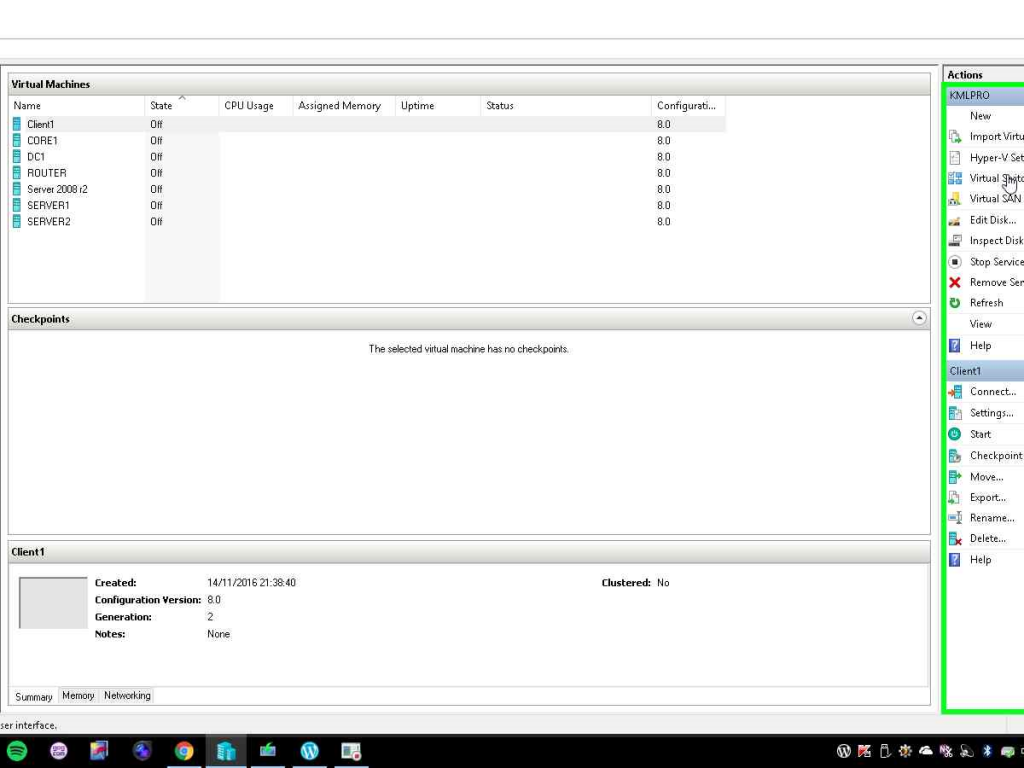 Virtual Machines
Name State CPU Usage Assigned Memory Uptime Status Configurati...
Client1 Off 8.0
CORE1 Off 8.0
DC1 Off 8.0
ROUTER Off 8.0
Server 2008 r2 Off 8.0
SERVER1 Off 8.0
SERVER2 Off 8.0
Checkpoints
The selected virtual machine has no checkpoints.
Client1
Created: 14/11/2016 21:38:40 Clustered: No
Configuration Version: 8.0
Generation: 2
Notes: None
Summary Memory Networking
ser interface.
Actions
KMLPRO
New
Import Virtu
Hyper-V Set
Virtual
Virtual SAN
Edit Disk...
Inspect Disk
Stop Service
Remove Ser
Refresh
View
Help
Client1
Connect...
Settings...
Start
Checkpoint
Move...
Export...
Rename...
Delete...
Help